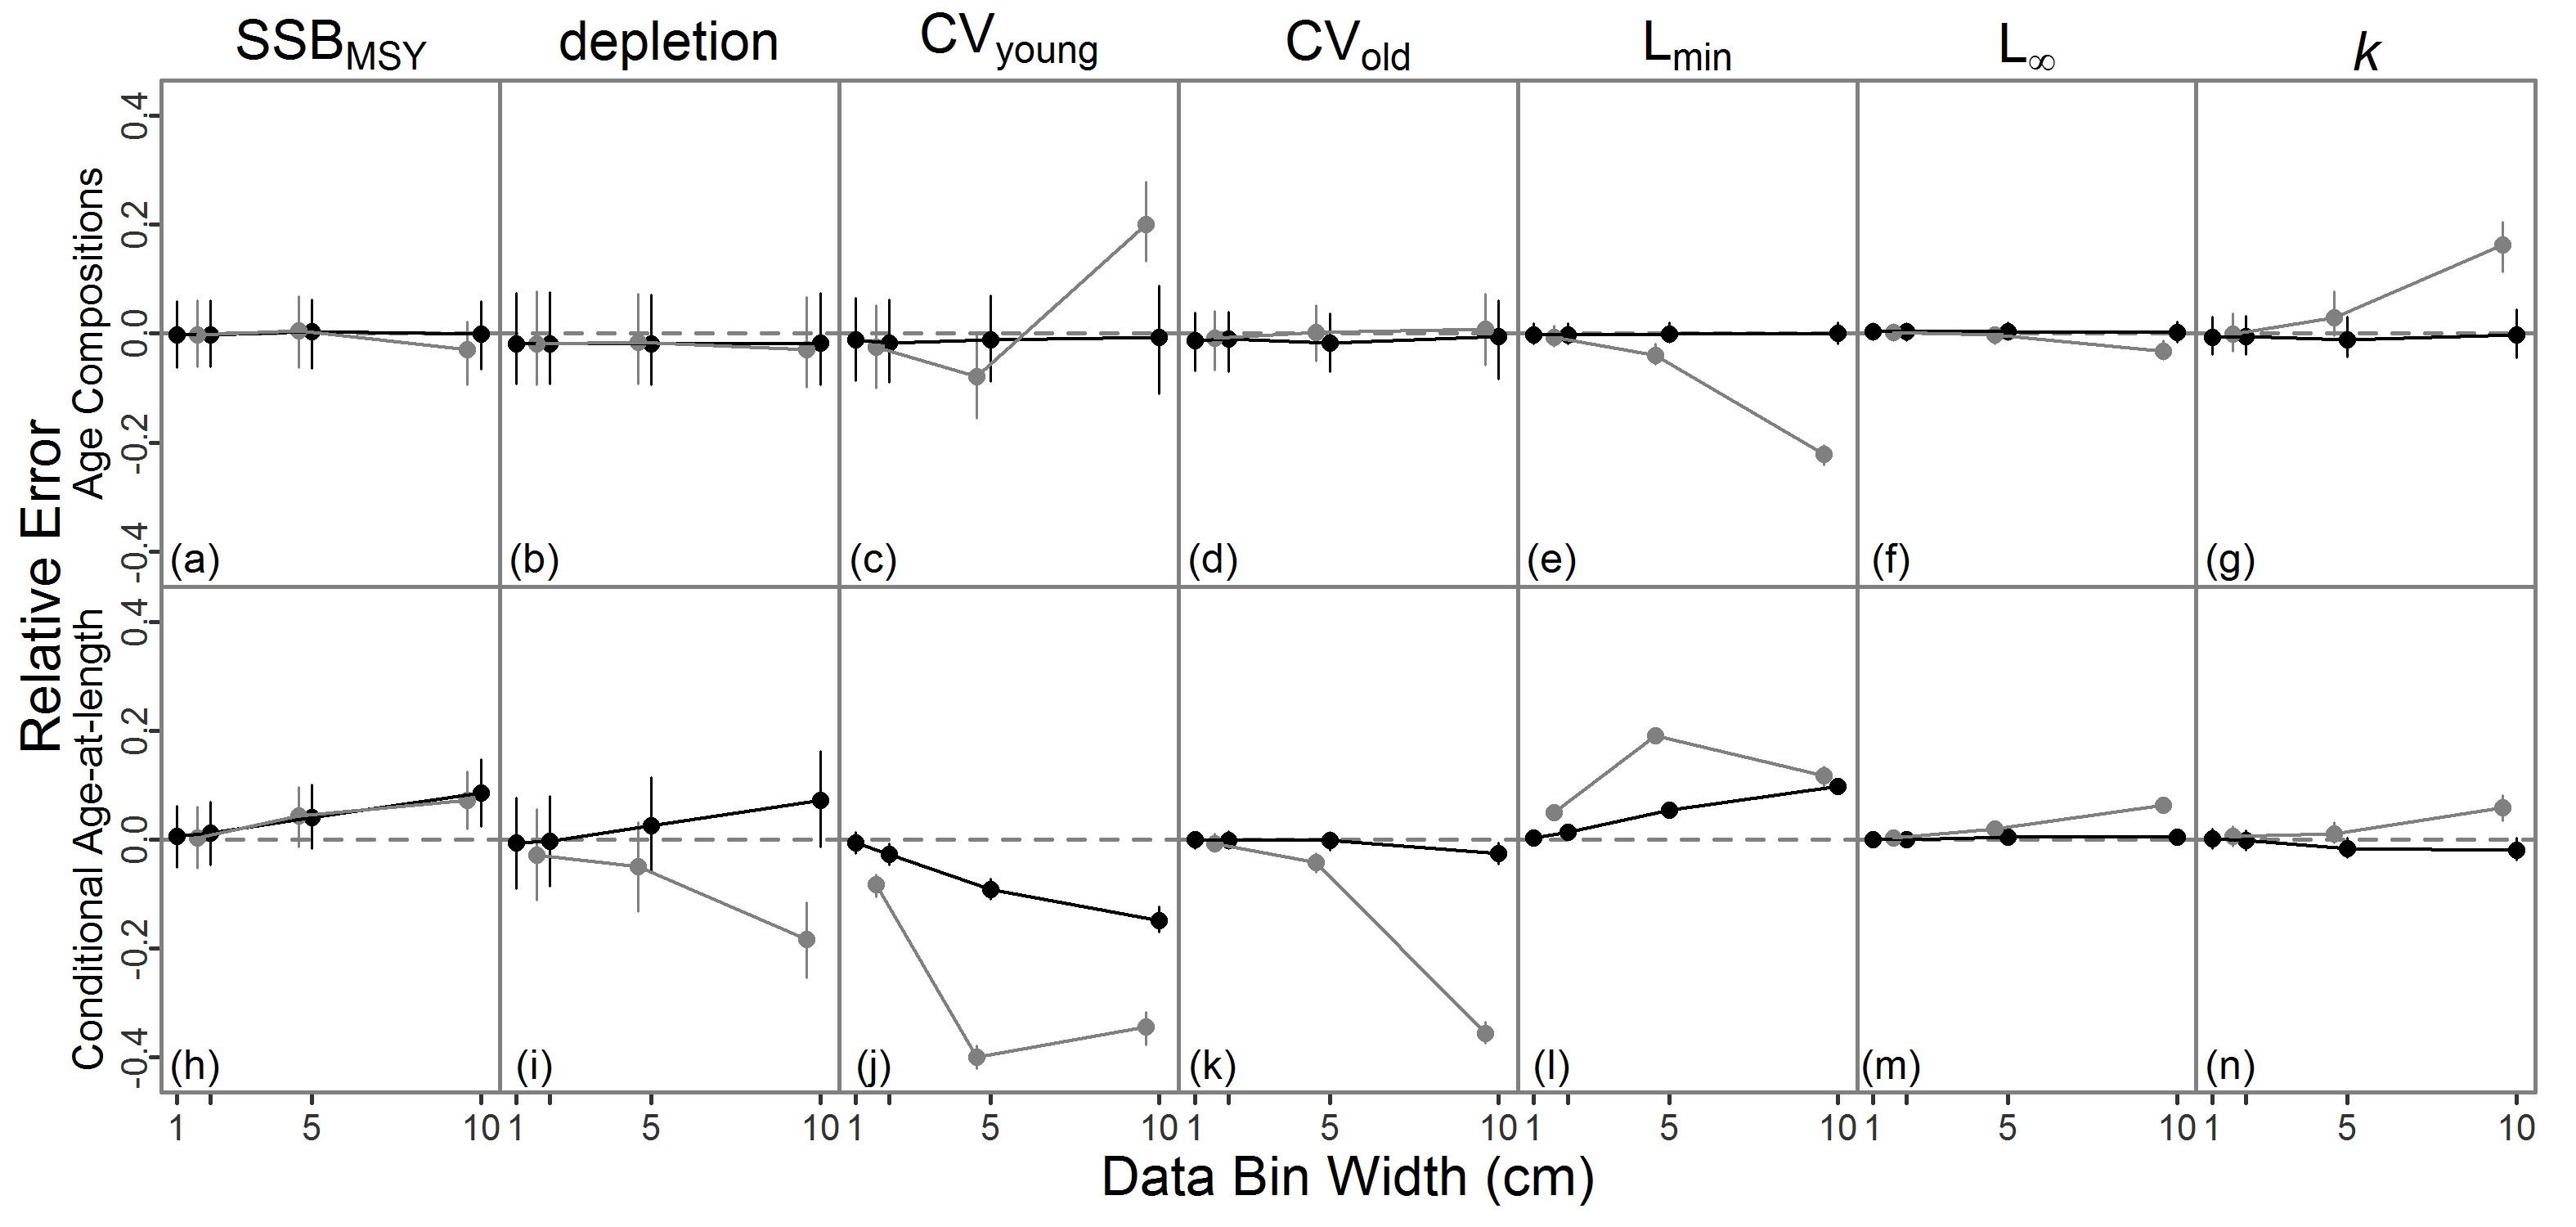 SSB_MSY depletion CV_young CV_old L_min L_∞ k
Relative Error
Age Compositions
0.4
0.2
0.0
-0.2
-0.4
(a) (b) (c) (d) (e) (f) (g)
Conditional Age-at-length
0.4
0.2
0.0
-0.2
-0.4
(h) (i) (j) (k) (l) (m) (n)
1 5 10 1 5 10 1 5 10 1 5 10 1 5 10 1 5 10 1 5 10
Data Bin Width (cm)